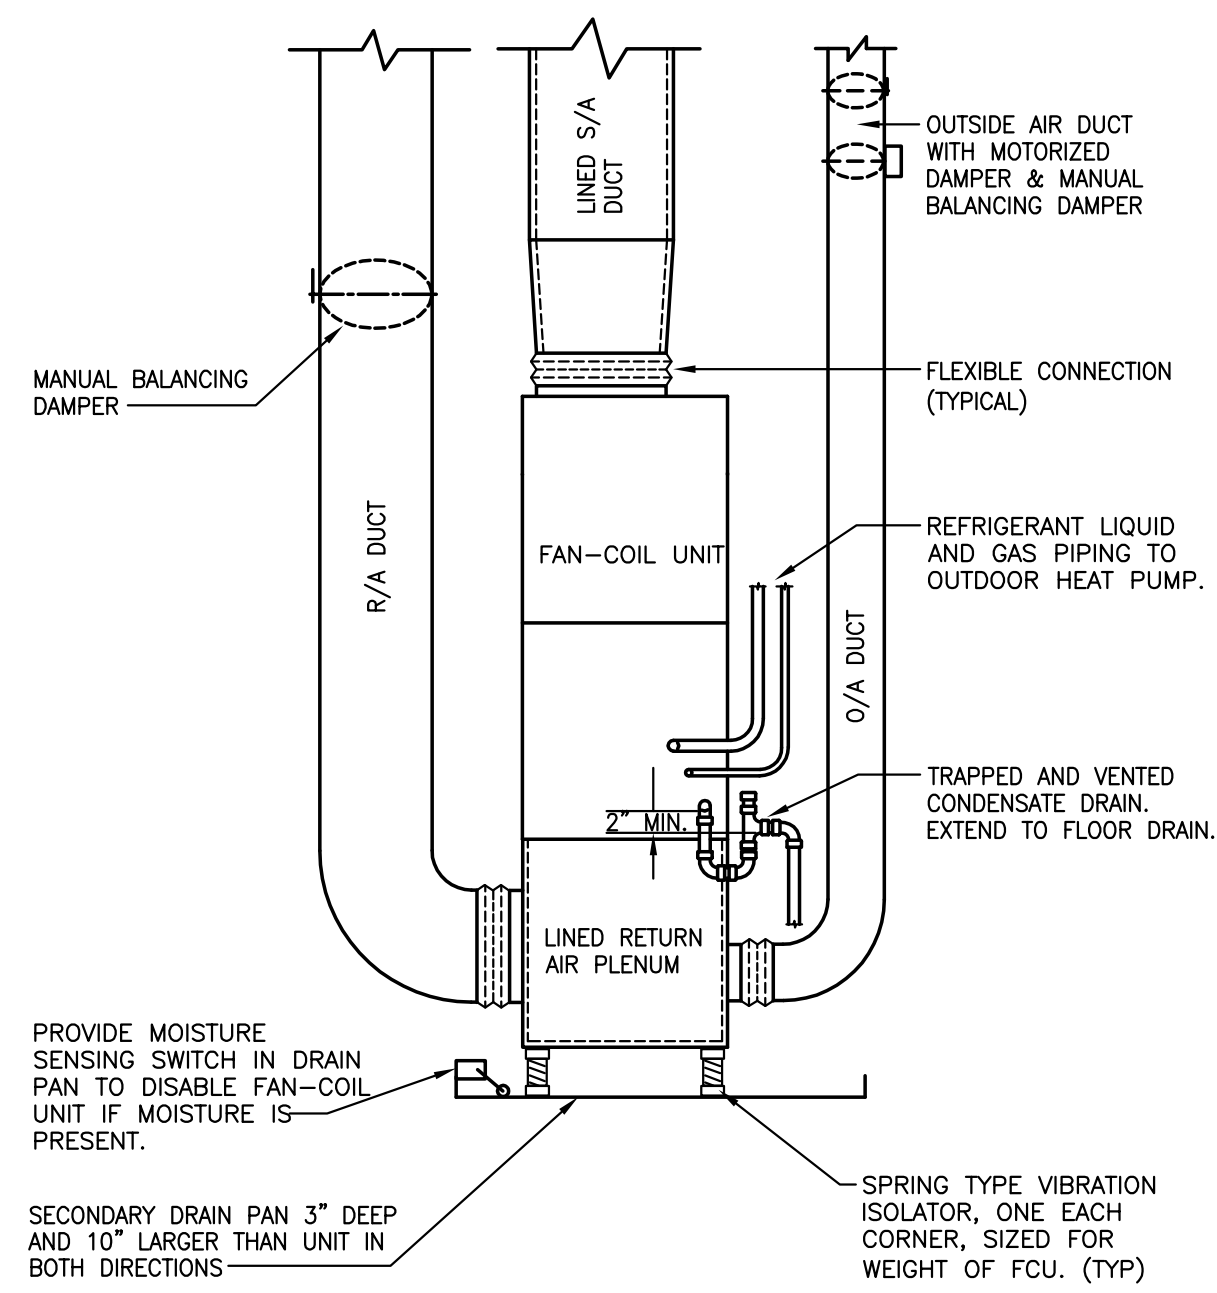 LINED S/A
DUCT
OUTSIDE AIR DUCT
WITH MOTORIZED
DAMPER & MANUAL
BALANCING DAMPER
MANUAL BALANCING
DAMPER
FLEXIBLE CONNECTION
(TYPICAL)
R/A DUCT
FAN-COIL UNIT
REFRIGERANT LIQUID
AND GAS PIPING TO
OUTDOOR HEAT PUMP.
O/A DUCT
TRAPPED AND VENTED
CONDENSATE DRAIN.
EXTEND TO FLOOR DRAIN.
2" MIN.
LINED RETURN
AIR PLENUM
PROVIDE MOISTURE
SENSING SWITCH IN DRAIN
PAN TO DISABLE FAN-COIL
UNIT IF MOISTURE IS
PRESENT.
SECONDARY DRAIN PAN 3" DEEP
AND 10" LARGER THAN UNIT IN
BOTH DIRECTIONS
SPRING TYPE VIBRATION
ISOLATOR, ONE EACH
CORNER, SIZED FOR
WEIGHT OF FCU. (TYP)